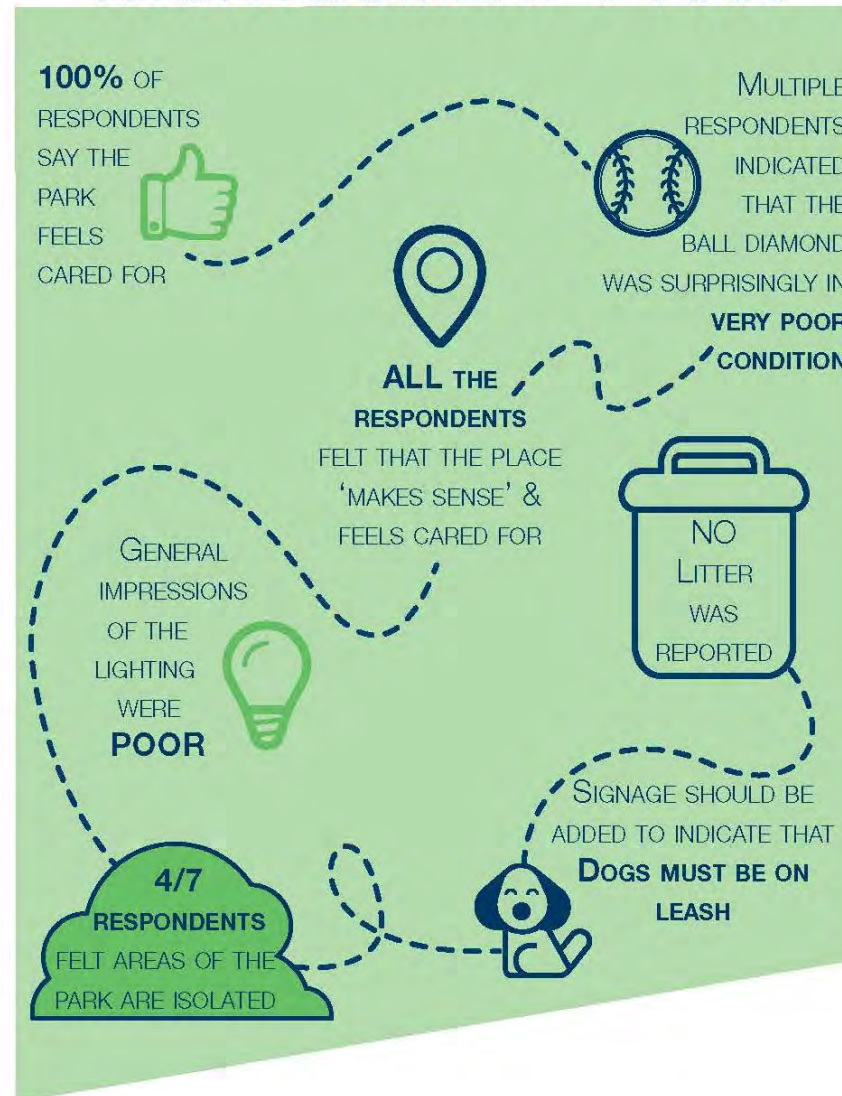 100% OF
RESPONDENTS
SAY THE
PARK
FEELS
CARED FOR
MULTIPLE
RESPONDENTS
INDICATED
THAT THE
BALL DIAMOND
WAS SURPRISINGLY IN
VERY POOR
CONDITION
ALL THE
RESPONDENTS
FELT THAT THE PLACE
‘MAKES SENSE’ &
FEELS CARED FOR
NO
LITTER
WAS
REPORTED
GENERAL
IMPRESSIONS
OF THE
LIGHTING
WERE
POOR
SIGNAGE SHOULD BE
ADDED TO INDICATE THAT
DOGS MUST BE ON
LEASH
4/7
RESPONDENTS
FELT AREAS OF THE
PARK ARE ISOLATED